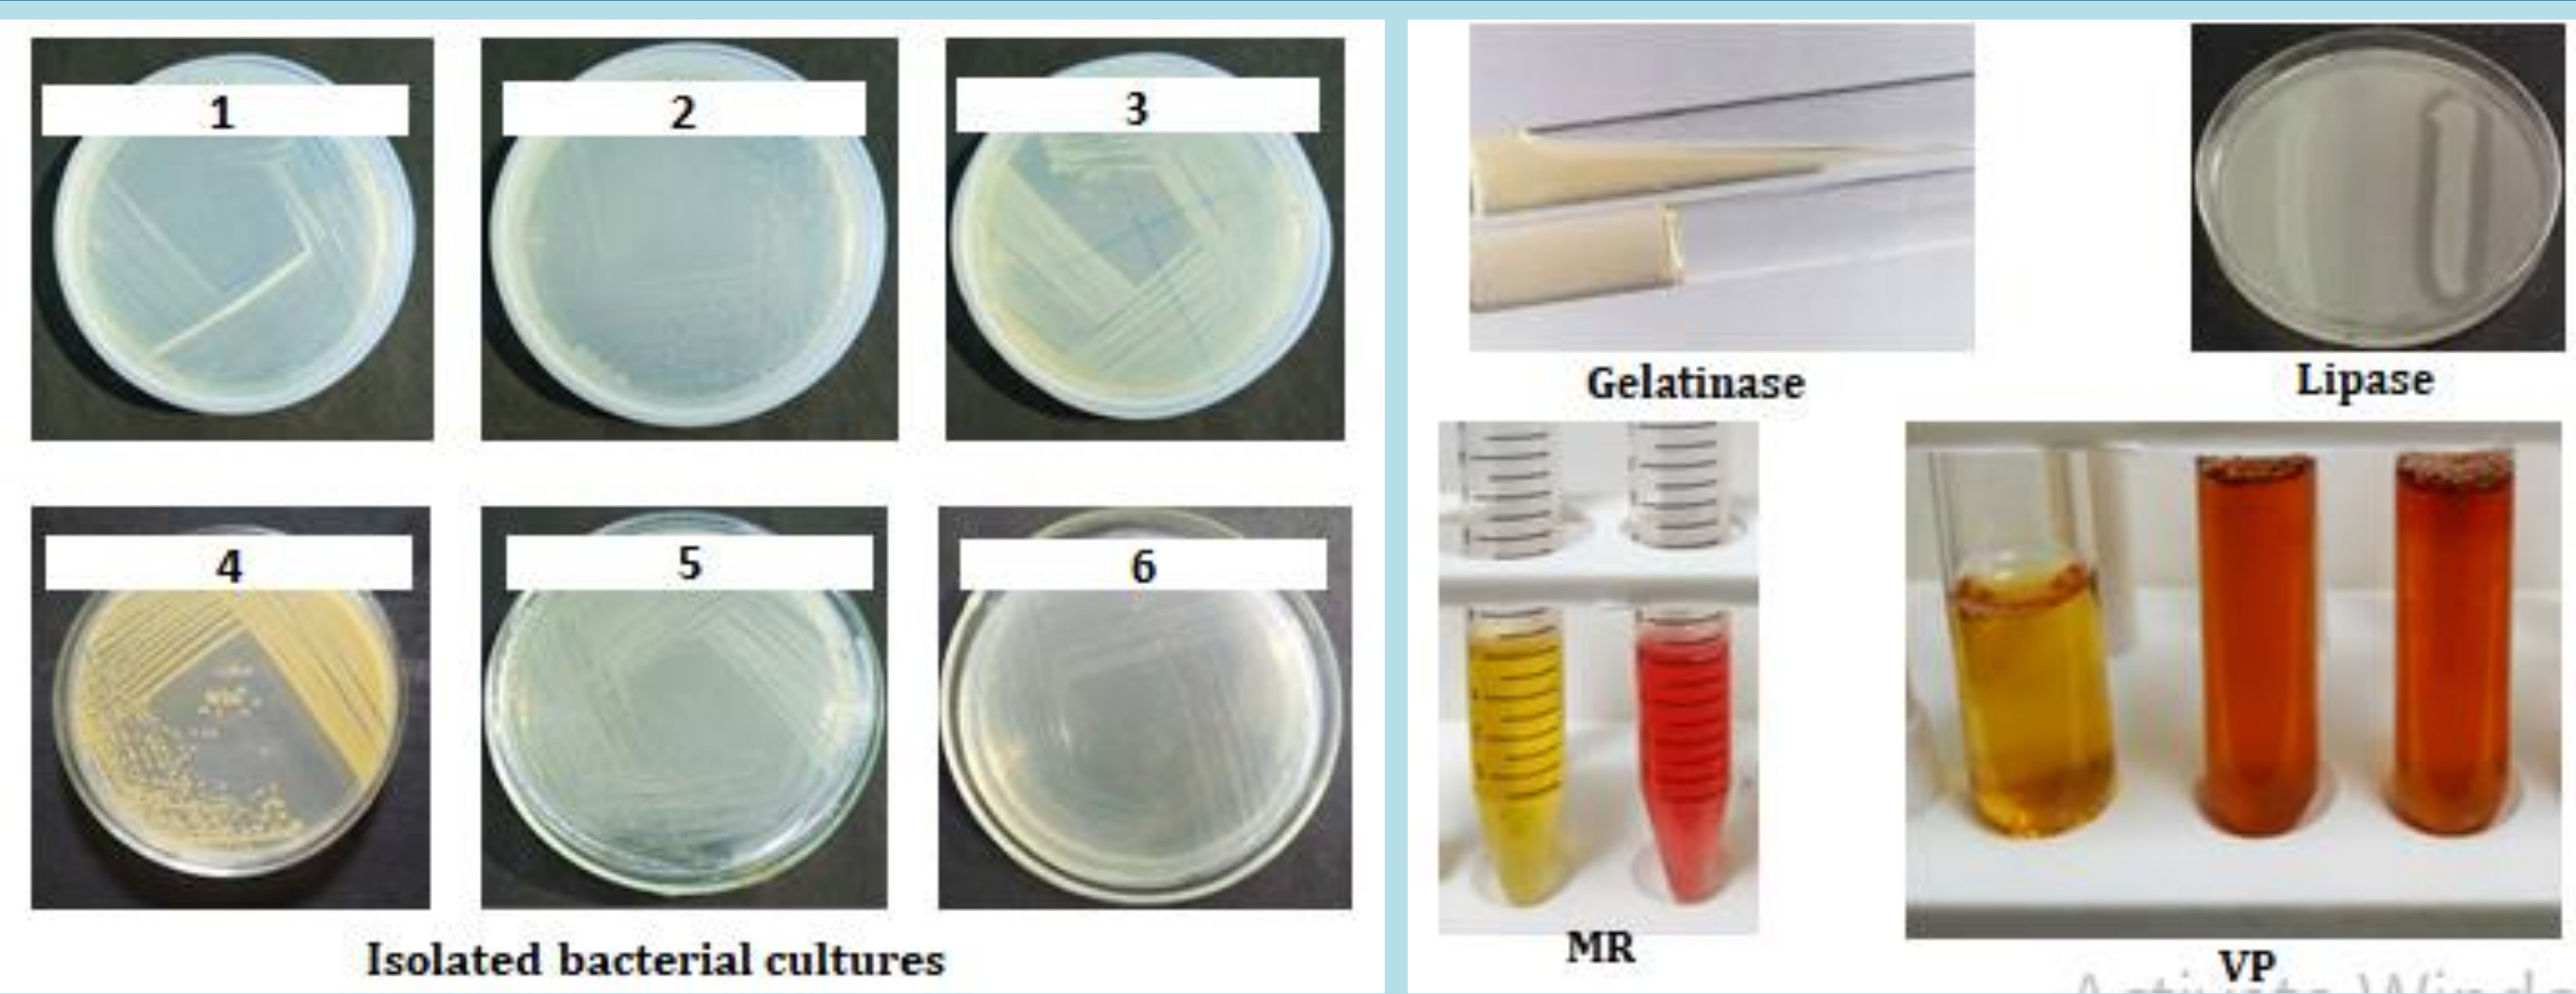 1
2
3
4
5
6
Isolated bacterial cultures
Gelatinase
Lipase
MR
VP